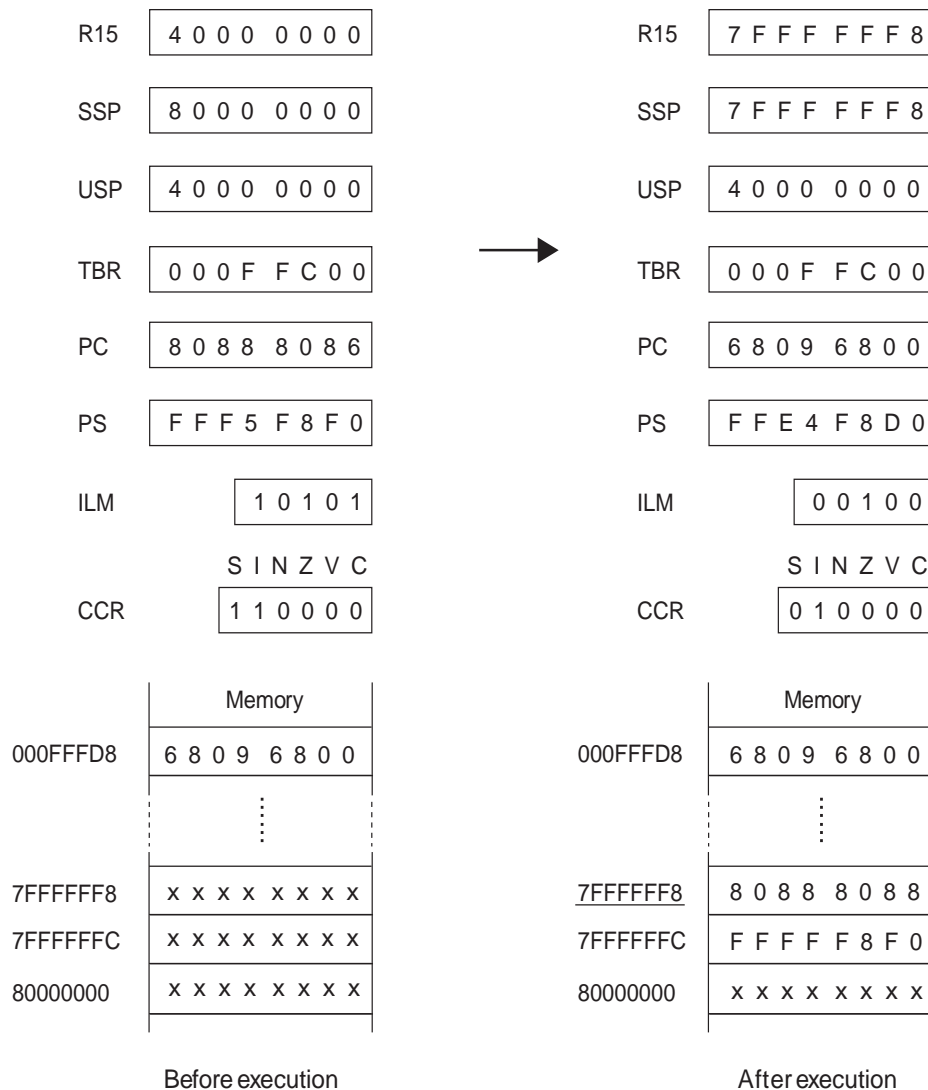 R15 4 0 0 0 0 0 0 0 R15 7 F F F F F F 8
SSP 8 0 0 0 0 0 0 0 SSP 7 F F F F F F 8
USP 4 0 0 0 0 0 0 0 USP 4 0 0 0 0 0 0 0
TBR 0 0 0 F F C 0 0 TBR 0 0 0 F F C 0 0
PC 8 0 8 8 8 0 8 6 PC 6 8 0 9 6 8 0 0
PS F F F 5 F 8 F 0 PS F F E 4 F 8 D 0
ILM 1 0 1 0 1 ILM 0 0 1 0 0
S I N Z V C S I N Z V C
CCR 1 1 0 0 0 0 CCR 0 1 0 0 0 0
Memory Memory
000FFFD8 6 8 0 9 6 8 0 0 000FFFD8 6 8 0 9 6 8 0 0
7FFFFFF8 x x x x x x x x 7FFFFFF8 8 0 8 8 8 0 8 8
7FFFFFFC x x x x x x x x 7FFFFFFC F F F F F 8 F 0
80000000 x x x x x x x x 80000000 x x x x x x x x
Before execution After execution